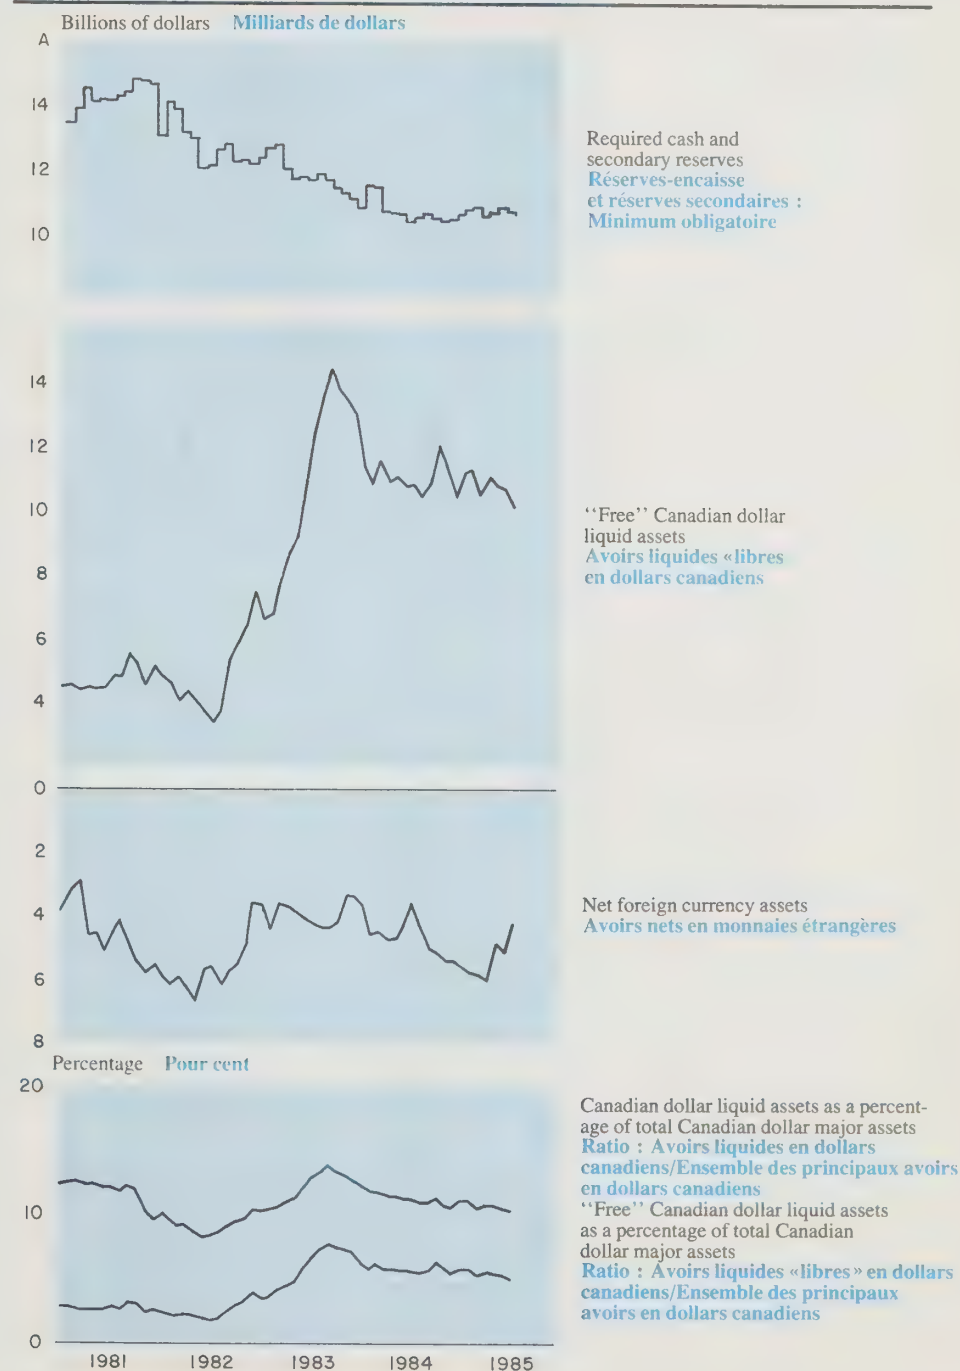 Billions of dollars Milliards de dollars
A
14
12
10
Required cash and
secondary reserves
Réserves-encaisse
et réserves secondaires :
Minimum obligatoire
14
12
10
8
6
4
0
"Free" Canadian dollar
liquid assets
Avoirs liquides «libres
en dollars canadiens
2
4
6
8
Net foreign currency assets
Avoirs nets en monnaies étrangères
Percentage Pour cent
20
10
0
Canadian dollar liquid assets as a percent-
age of total Canadian dollar major assets
Ratio : Avoirs liquides en dollars
canadiens/Ensemble des principaux avoirs
en dollars canadiens
"Free" Canadian dollar liquid assets
as a percentage of total Canadian
dollar major assets
Ratio : Avoirs liquides «libres» en dollars
canadiens/Ensemble des principaux
avoirs en dollars canadiens
1981 1982 1983 1984 1985